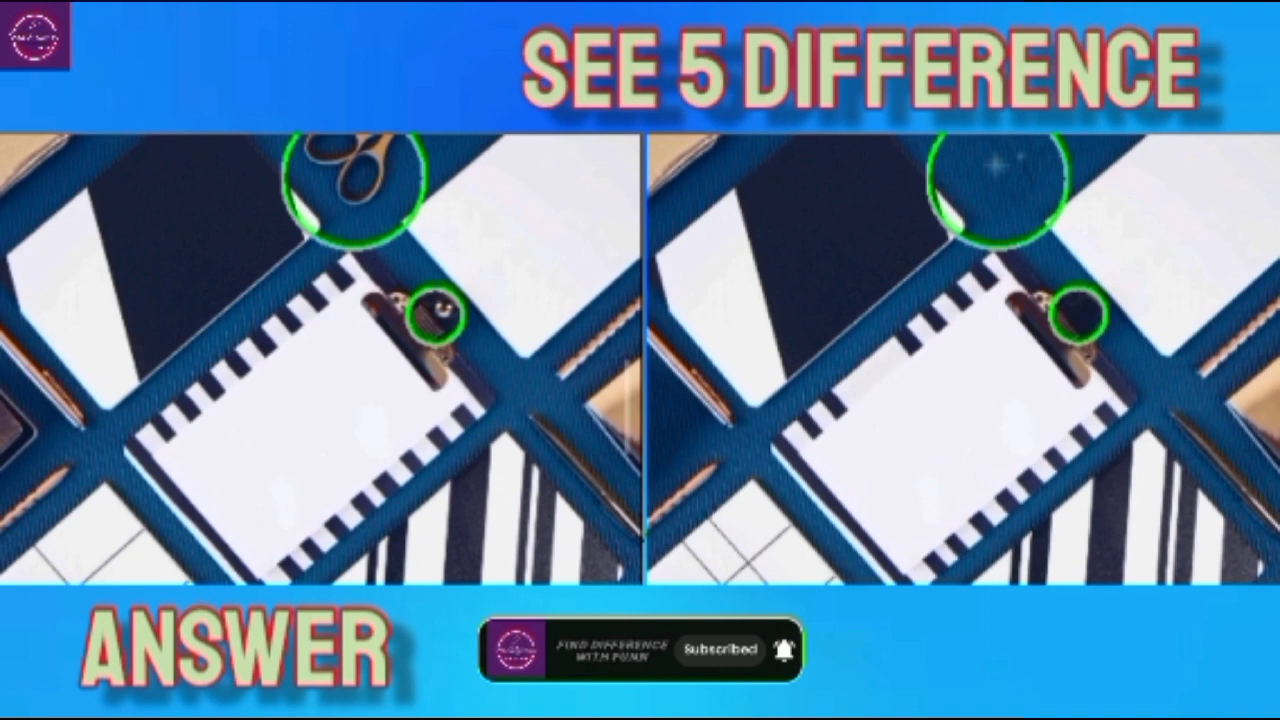 SEE 5 DIFFERENCE
ANSWER
FIND DIFFERENCE
WITH FUNN
Subscribed